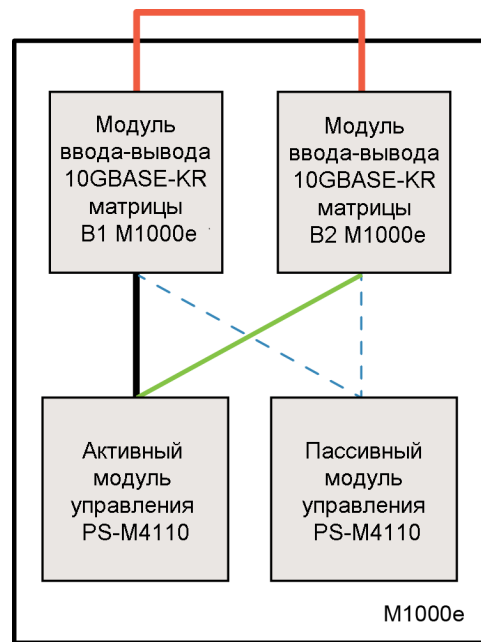 Модуль
ввода-вывода
10GBASE-KR
матрицы
B1 M1000e
Модуль
ввода-вывода
10GBASE-KR
матрицы
B2 M1000e
Активный
модуль
управления
PS-M4110
Пассивный
модуль
управления
PS-M4110
M1000e